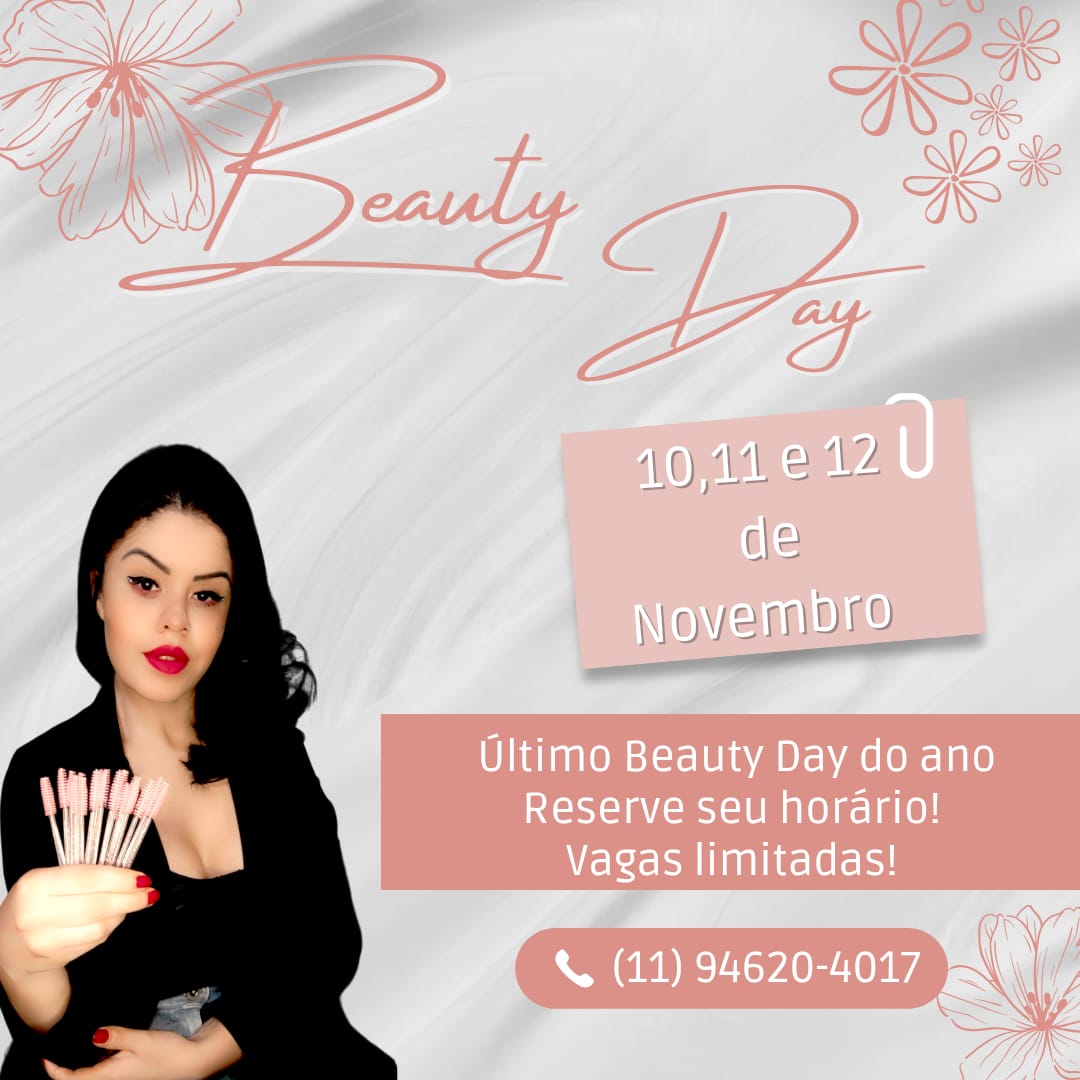 Beauty
Day
10,11 e 12
de
Novembro
Último Beauty Day do ano
Reserve seu horário!
Vagas limitadas!
(11) 94620-4017